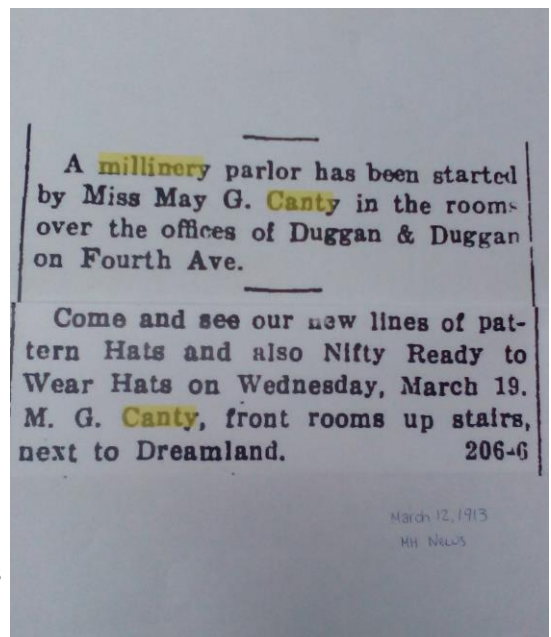 A millinery parlor has been started
by Miss May G. Canty in the rooms
over the offices of Duggan & Duggan
on Fourth Ave.
Come and see our new lines of pat-
tern Hats and also Nifty Ready to
Wear Hats on Wednesday, March 19.
M. G. Canty, front rooms up stairs,
next to Dreamland. 206-6
March 12, 1913
MH News